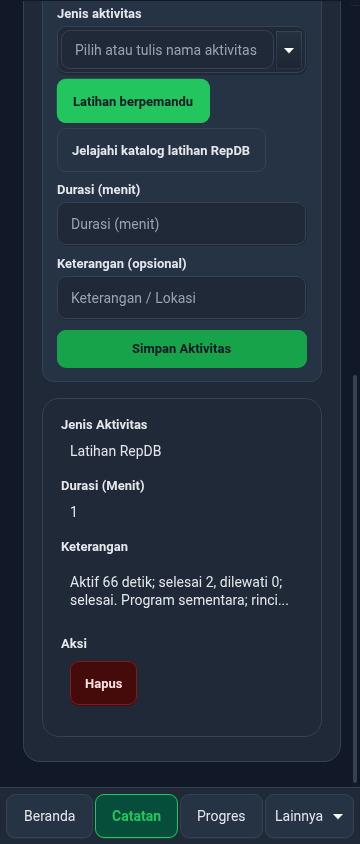 Jenis aktivitas
Pilih atau tulis nama aktivitas
Latihan berpemandu
Jelajahi katalog latihan RepDB
Durasi (menit)
Durasi (menit)
Keterangan (opsional)
Keterangan / Lokasi
Simpan Aktivitas
Jenis Aktivitas
Latihan RepDB
Durasi (Menit)
1
Keterangan
Aktif 66 detik; selesai 2, dilewati 0;
selesai. Program sementara; rinci...
Aksi
Hapus
Beranda
Catatan
Progres
Lainnya